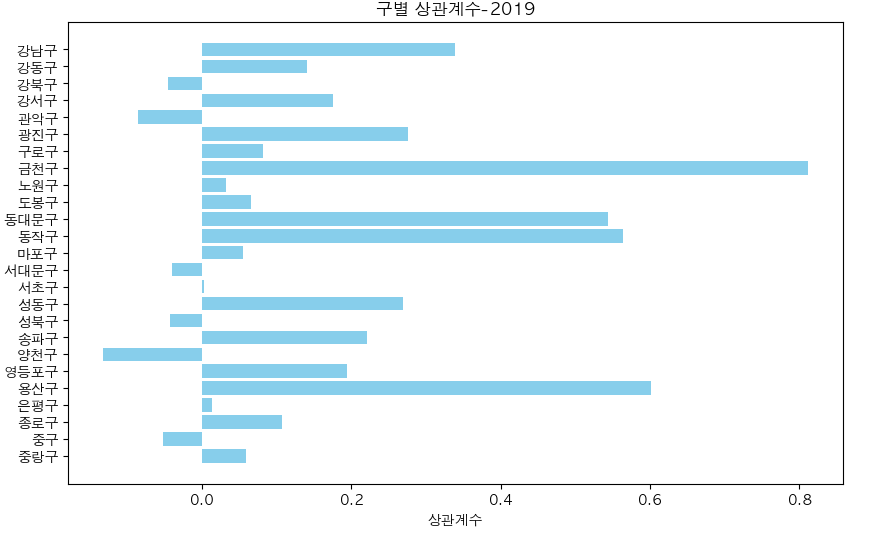 구별 상관계수-2019
강남구
강동구
강북구
강서구
관악구
광진구
구로구
금천구
노원구
도봉구
동대문구
동작구
마포구
서대문구
서초구
성동구
성북구
송파구
양천구
영등포구
용산구
은평구
종로구
중구
중랑구
0.0 0.2 0.4 0.6 0.8
상관계수